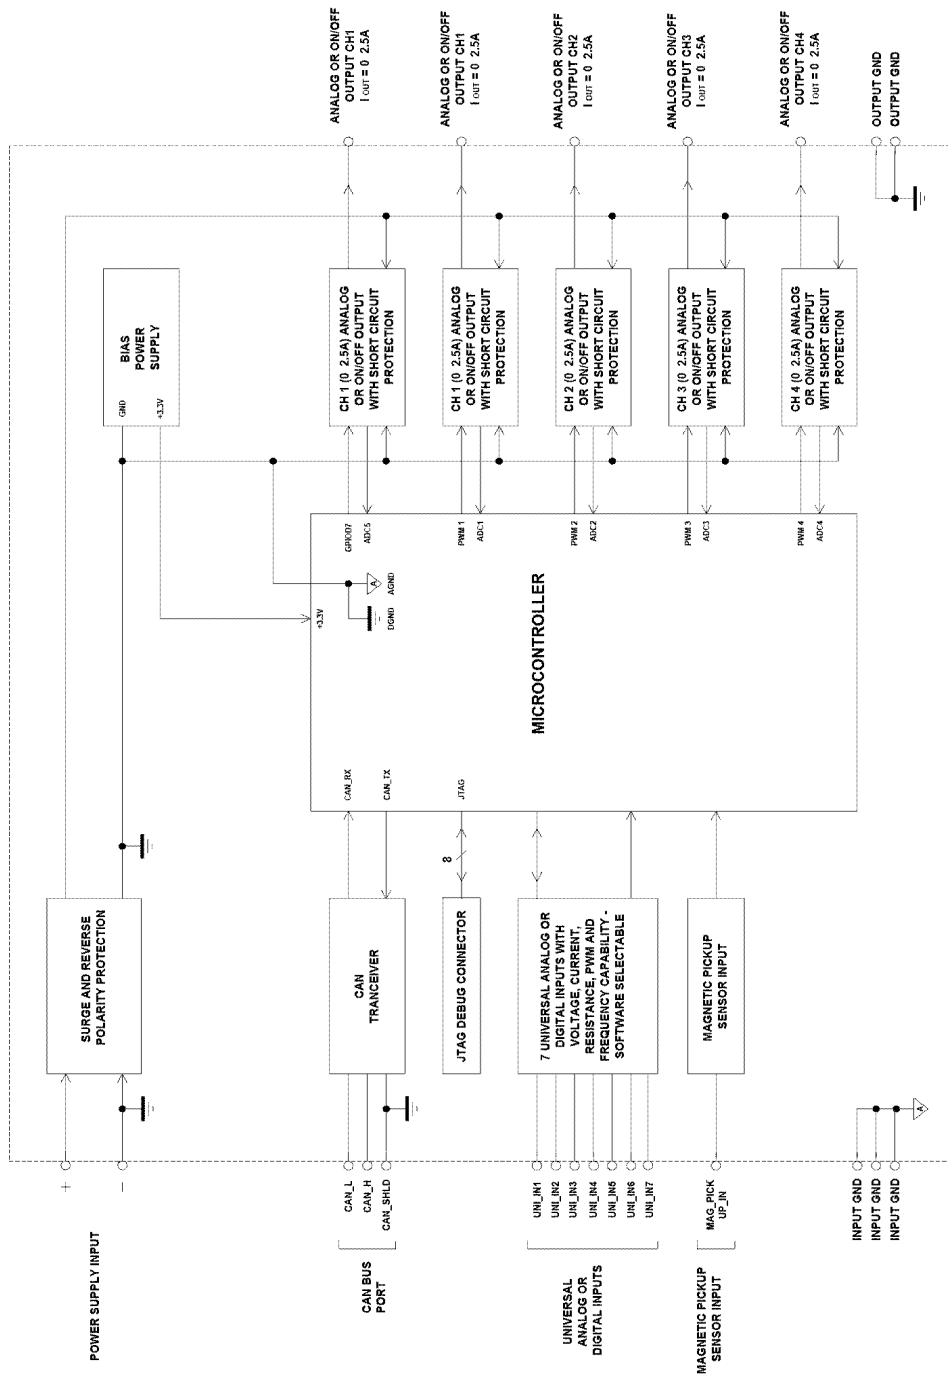 POWER SUPPLY INPUT
+
–
SURGE AND REVERSE
POLARITY PROTECTION
BIAS
POWER
SUPPLY
GND
+3.3V
CAN BUS
PORT
CAN_L
CAN_H
CAN_SHLD
CAN
TRANCEIVER
CAN_RX
CAN_TX
JTAG DEBUG CONNECTOR
8
JTAG
UNIVERSAL
ANALOG OR
DIGITAL INPUTS
UNI_IN1
UNI_IN2
UNI_IN3
UNI_IN4
UNI_IN5
UNI_IN6
UNI_IN7
7 UNIVERSAL ANALOG OR
DIGITAL INPUTS WITH
VOLTAGE, CURRENT,
RESISTANCE, PWM AND
FREQUENCY CAPABILITY -
SOFTWARE SELECTABLE
MAGNETIC PICKUP
SENSOR INPUT
MAG_PICK
UP_IN
MAGNETIC PICKUP
SENSOR INPUT
INPUT GND
INPUT GND
INPUT GND
A
MICROCONTROLLER
+3.3V
DGND
AGND
A
GPIOD7
ADC5
PWM 1
ADC1
PWM 2
ADC2
PWM 3
ADC3
PWM 4
ADC4
CH 1 (0 2.5A) ANALOG
OR ON/OFF OUTPUT
WITH SHORT CIRCUIT
PROTECTION
CH 1 (0 2.5A) ANALOG
OR ON/OFF OUTPUT
WITH SHORT CIRCUIT
PROTECTION
CH 2 (0 2.5A) ANALOG
OR ON/OFF OUTPUT
WITH SHORT CIRCUIT
PROTECTION
CH 3 (0 2.5A) ANALOG
OR ON/OFF OUTPUT
WITH SHORT CIRCUIT
PROTECTION
CH 4 (0 2.5A) ANALOG
OR ON/OFF OUTPUT
WITH SHORT CIRCUIT
PROTECTION
ANALOG OR ON/OFF
OUTPUT CH1
I OUT = 0 2.5A
ANALOG OR ON/OFF
OUTPUT CH1
I OUT = 0 2.5A
ANALOG OR ON/OFF
OUTPUT CH2
I OUT = 0 2.5A
ANALOG OR ON/OFF
OUTPUT CH3
I OUT = 0 2.5A
ANALOG OR ON/OFF
OUTPUT CH4
I OUT = 0 2.5A
OUTPUT GND
OUTPUT GND